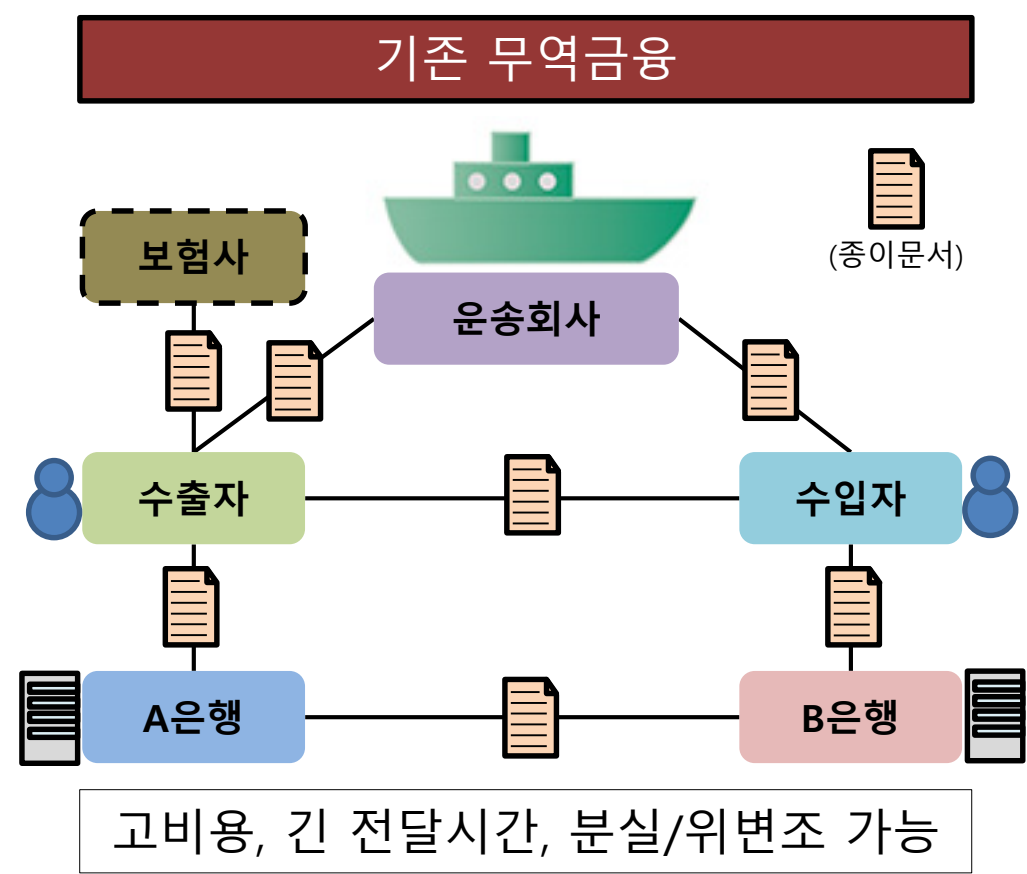 기존 무역금융
(종이문서)
보험사
운송회사
수출자
수입자
A은행
B은행
고비용, 긴 전달시간, 분실/위변조 가능